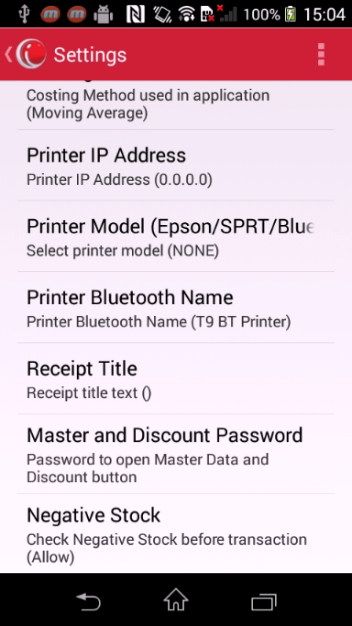 100% 15:04
Settings
Costing Method used in application
(Moving Average)
Printer IP Address
Printer IP Address (0.0.0.0)
Printer Model (Epson/SPRT/Blue
Select printer model (NONE)
Printer Bluetooth Name
Printer Bluetooth Name (T9 BT Printer)
Receipt Title
Receipt title text ()
Master and Discount Password
Password to open Master Data and
Discount button
Negative Stock
Check Negative Stock before transaction
(Allow)